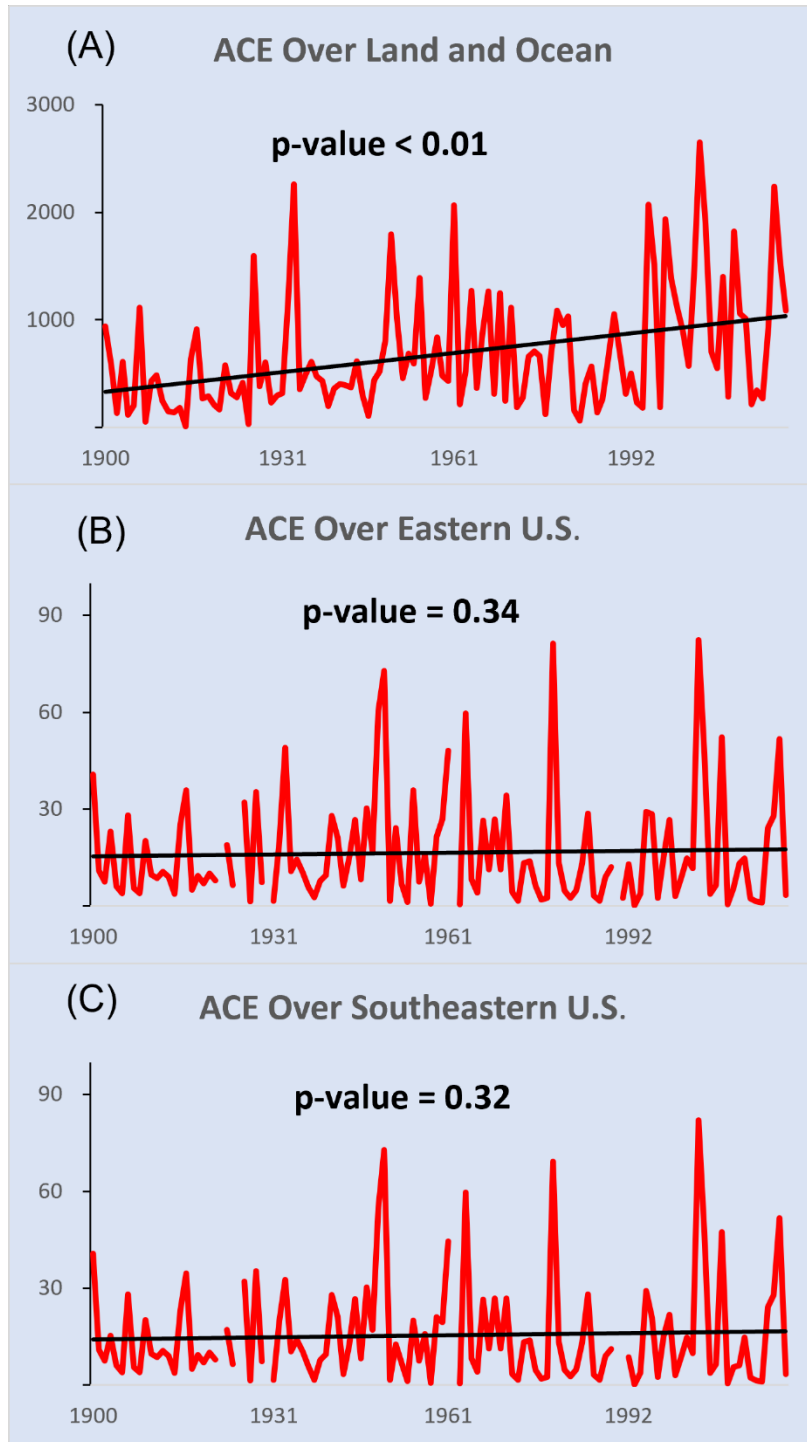 (A)
ACE Over Land and Ocean
3000
p-value < 0.01
2000
1000
1900 1931 1961 1992
(B)
ACE Over Eastern U.S.
90
p-value = 0.34
60
30
1900 1931 1961 1992
(C)
ACE Over Southeastern U.S.
90
p-value = 0.32
60
30
1900 1931 1961 1992